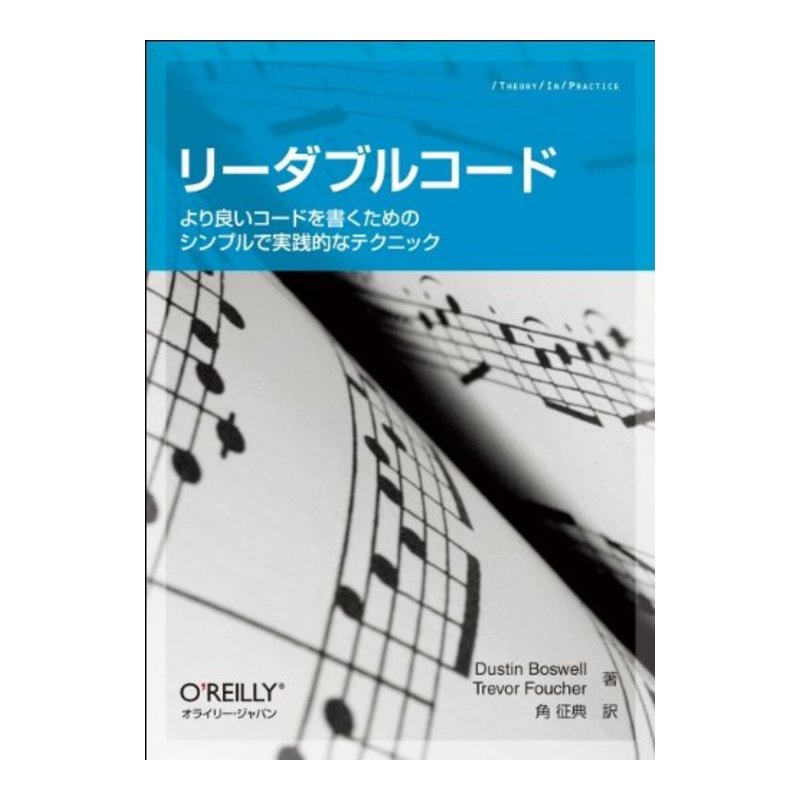 /THEORY/IN/PRACTICE
リーダブルコード
より良いコードを書くための
シンプルで実践的なテクニック
Dustin Boswell
Trevor Foucher 著
角 征典 訳
O'REILLY®
オライリー・ジャパン